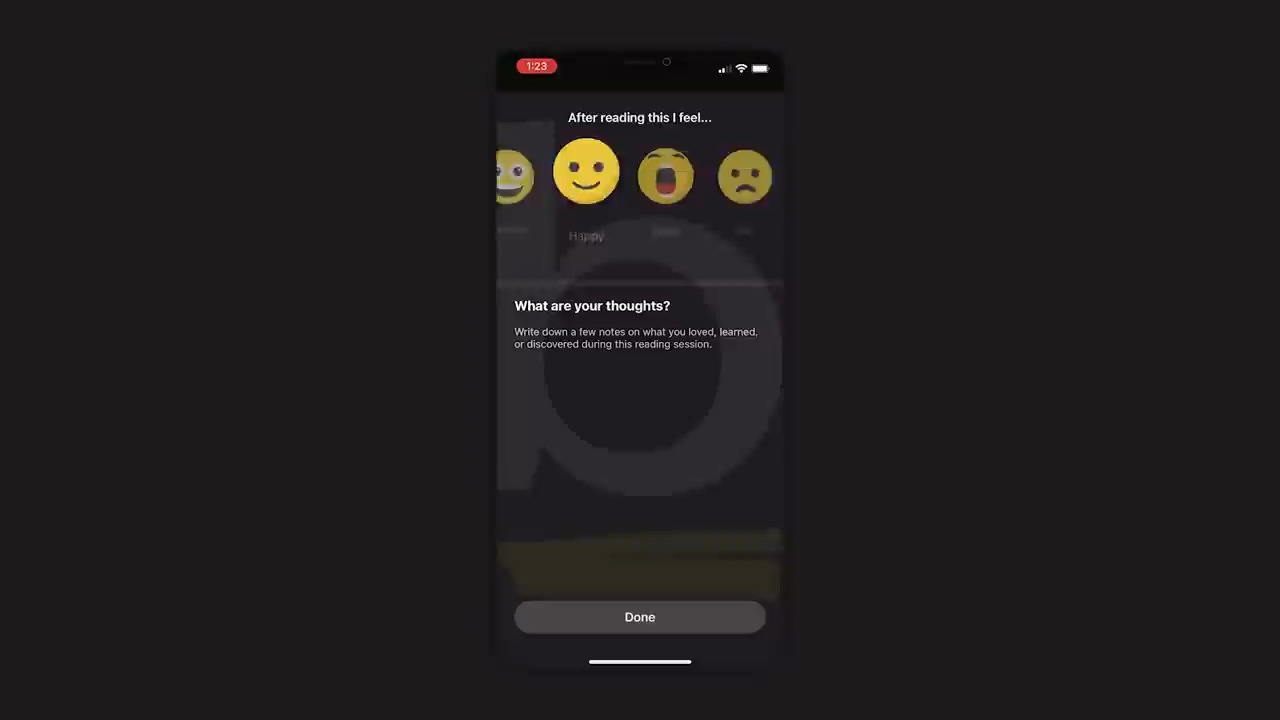 1:23
After reading this I feel...
Happy
What are your thoughts?
Write down a few notes on what you loved, learned,
or discovered during this reading session.
Done